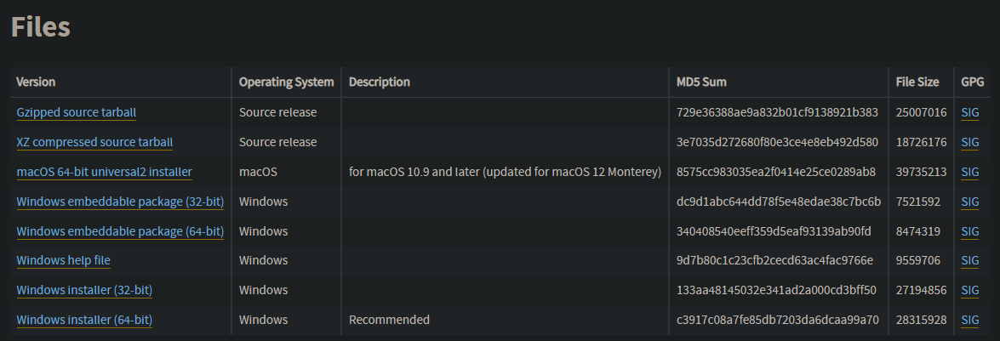 Files
Version Operating System Description MD5 Sum File Size GPG
Gzipped source tarball Source release 729e36388ae9a832b01cf9138921b383 25007016 SIG
XZ compressed source tarball Source release 3e7035d272680f80e3ce4e8eb492d580 18726176 SIG
macOS 64-bit universal2 installer macOS for macOS 10.9 and later (updated for macOS 12 Monterey) 8575cc983035ea2f0414e25ce0289ab8 39735213 SIG
Windows embeddable package (32-bit) Windows dc9d1abc644dd78f5e48edae38c7bc6b 7521592 SIG
Windows embeddable package (64-bit) Windows 340408540eeff359d5eaf93139ab90fd 8474319 SIG
Windows help file Windows 9d7b80c1c23cfb2cecd63ac4fac9766e 9559706 SIG
Windows installer (32-bit) Windows 133aa48145032e341ad2a000cd3bff50 27194856 SIG
Windows installer (64-bit) Windows Recommended c3917c08a7fe85db7203da6dcaa99a70 28315928 SIG